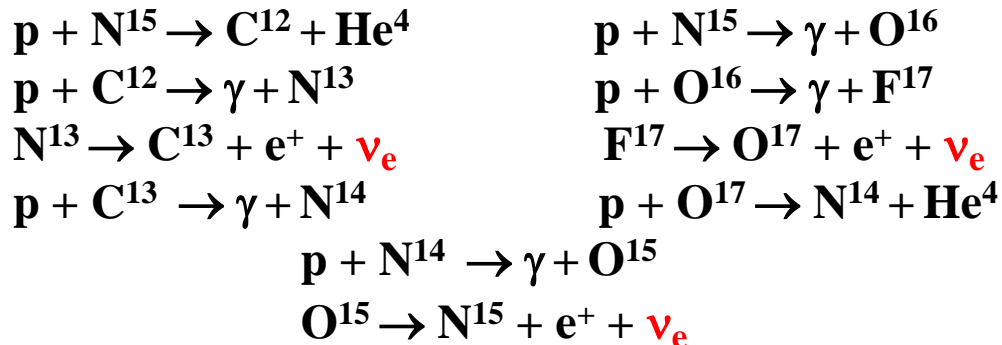 p + N¹⁵ → C¹² + He⁴
p + C¹² → γ + N¹³
N¹³ → C¹³ + e⁺ + νₑ
p + C¹³ → γ + N¹⁴
p + N¹⁵ → γ + O¹⁶
p + O¹⁶ → γ + F¹⁷
F¹⁷ → O¹⁷ + e⁺ + νₑ
p + O¹⁷ → N¹⁴ + He⁴
p + N¹⁴ → γ + O¹⁵
O¹⁵ → N¹⁵ + e⁺ + νₑ